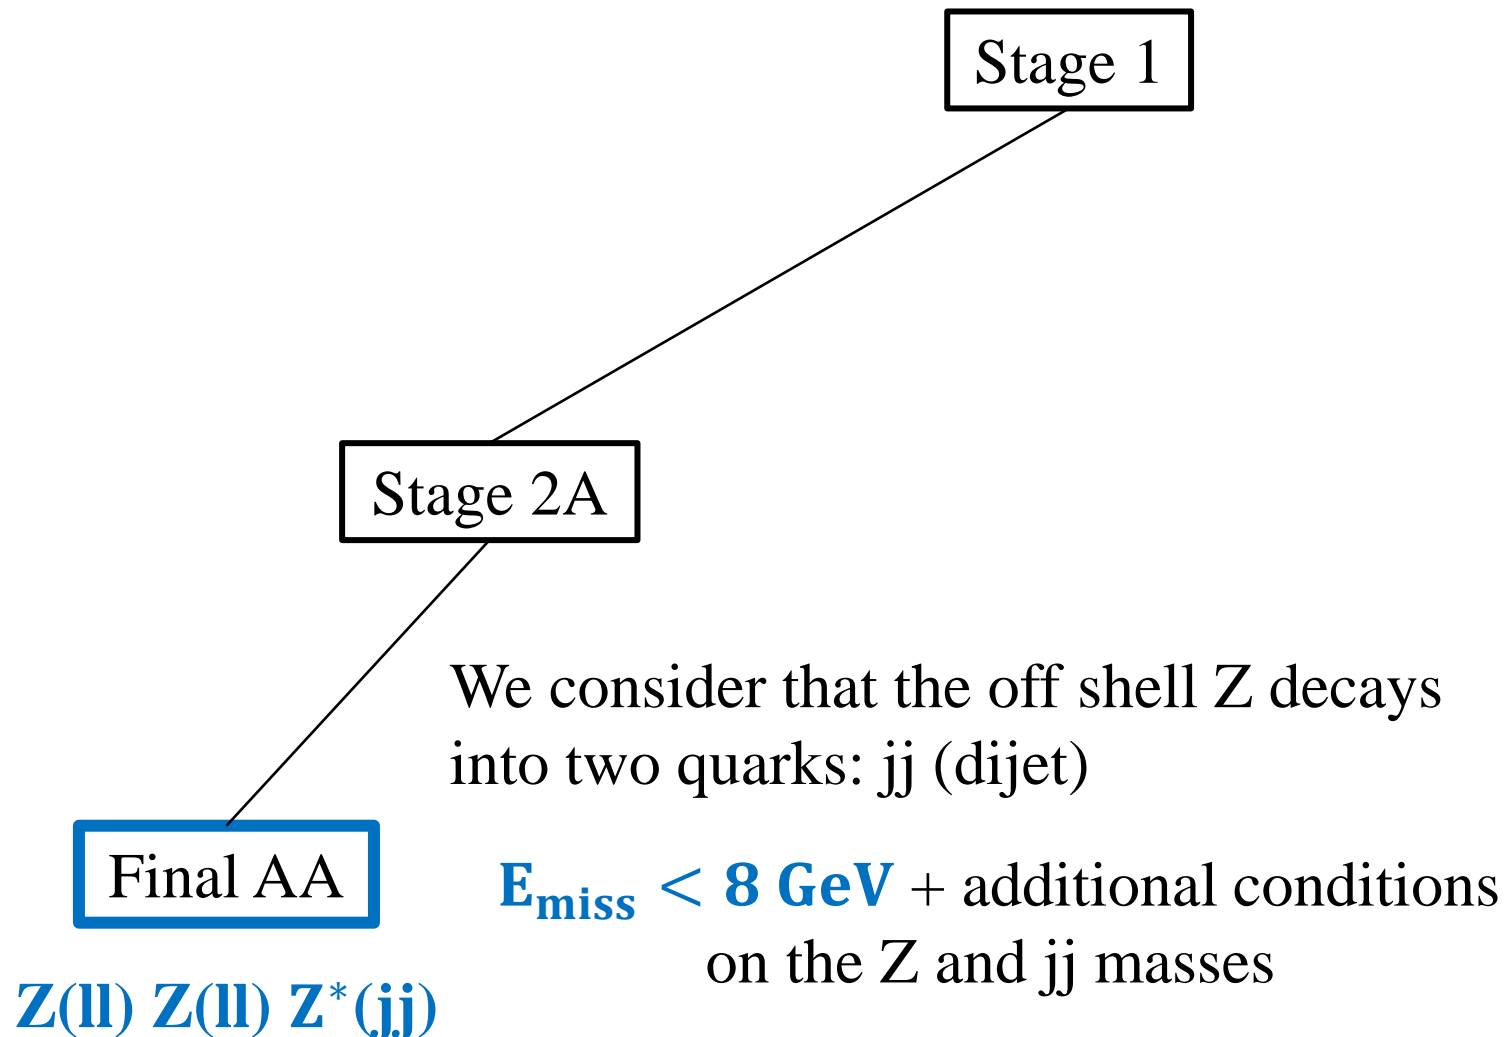 Stage 1
Stage 2A
We consider that the off shell Z decays
into two quarks: jj (dijet)
Final AA
E_miss < 8 GeV + additional conditions
on the Z and jj masses
Z(ll) Z(ll) Z*(jj)